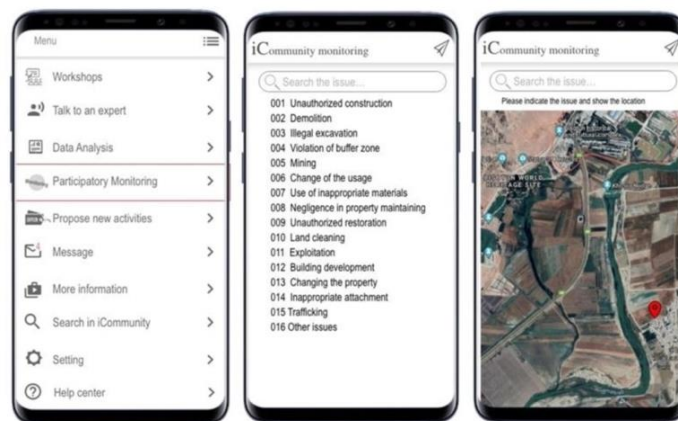 Menu
Workshops
Talk to an expert
Data Analysis
Participatory Monitoring
Propose new activities
Message
More information
Search in iCommunity
Setting
Help center
iCommunity monitoring
Search the issue...
001 Unauthorized construction
002 Demolition
003 Illegal excavation
004 Violation of buffer zone
005 Mining
006 Change of the usage
007 Use of inappropriate materials
008 Negligence in property maintaining
009 Unauthorized restoration
010 Land cleaning
011 Exploitation
012 Building development
013 Changing the property
014 Inappropriate attachment
015 Trafficking
016 Other issues
iCommunity monitoring
Search the issue...
Please indicate the issue and show the location
WORLD
HERITAGE SITE